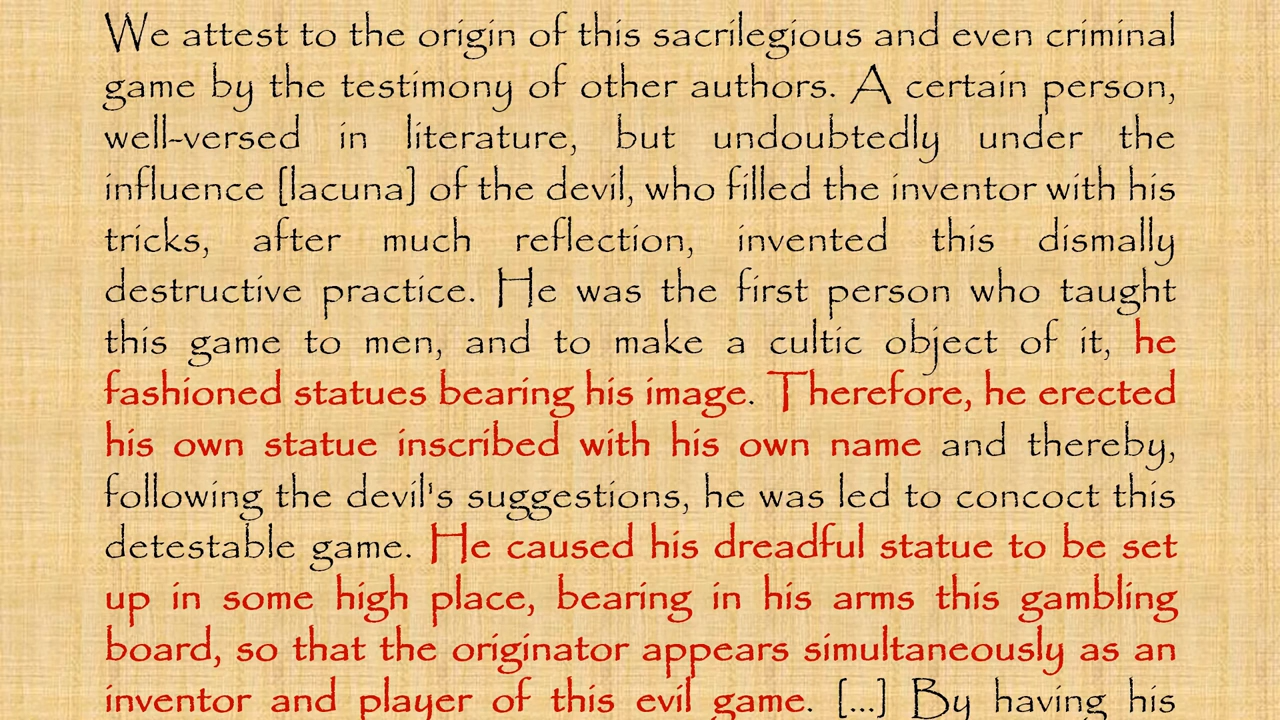 We attest to the origin of this sacrilegious and even criminal
game by the testimony of other authors. A certain person,
well-versed in literature, but undoubtedly under the
influence [lacuna] of the devil, who filled the inventor with his
tricks, after much reflection, invented this dismally
destructive practice. He was the first person who taught
this game to men, and to make a cultic object of it, he
fashioned statues bearing his image. Therefore, he erected
his own statue inscribed with his own name and thereby,
following the devil's suggestions, he was led to concoct this
detestable game. He caused his dreadful statue to be set
up in some high place, bearing in his arms this gambling
board, so that the originator appears simultaneously as an
inventor and player of this evil game. [...] By having his